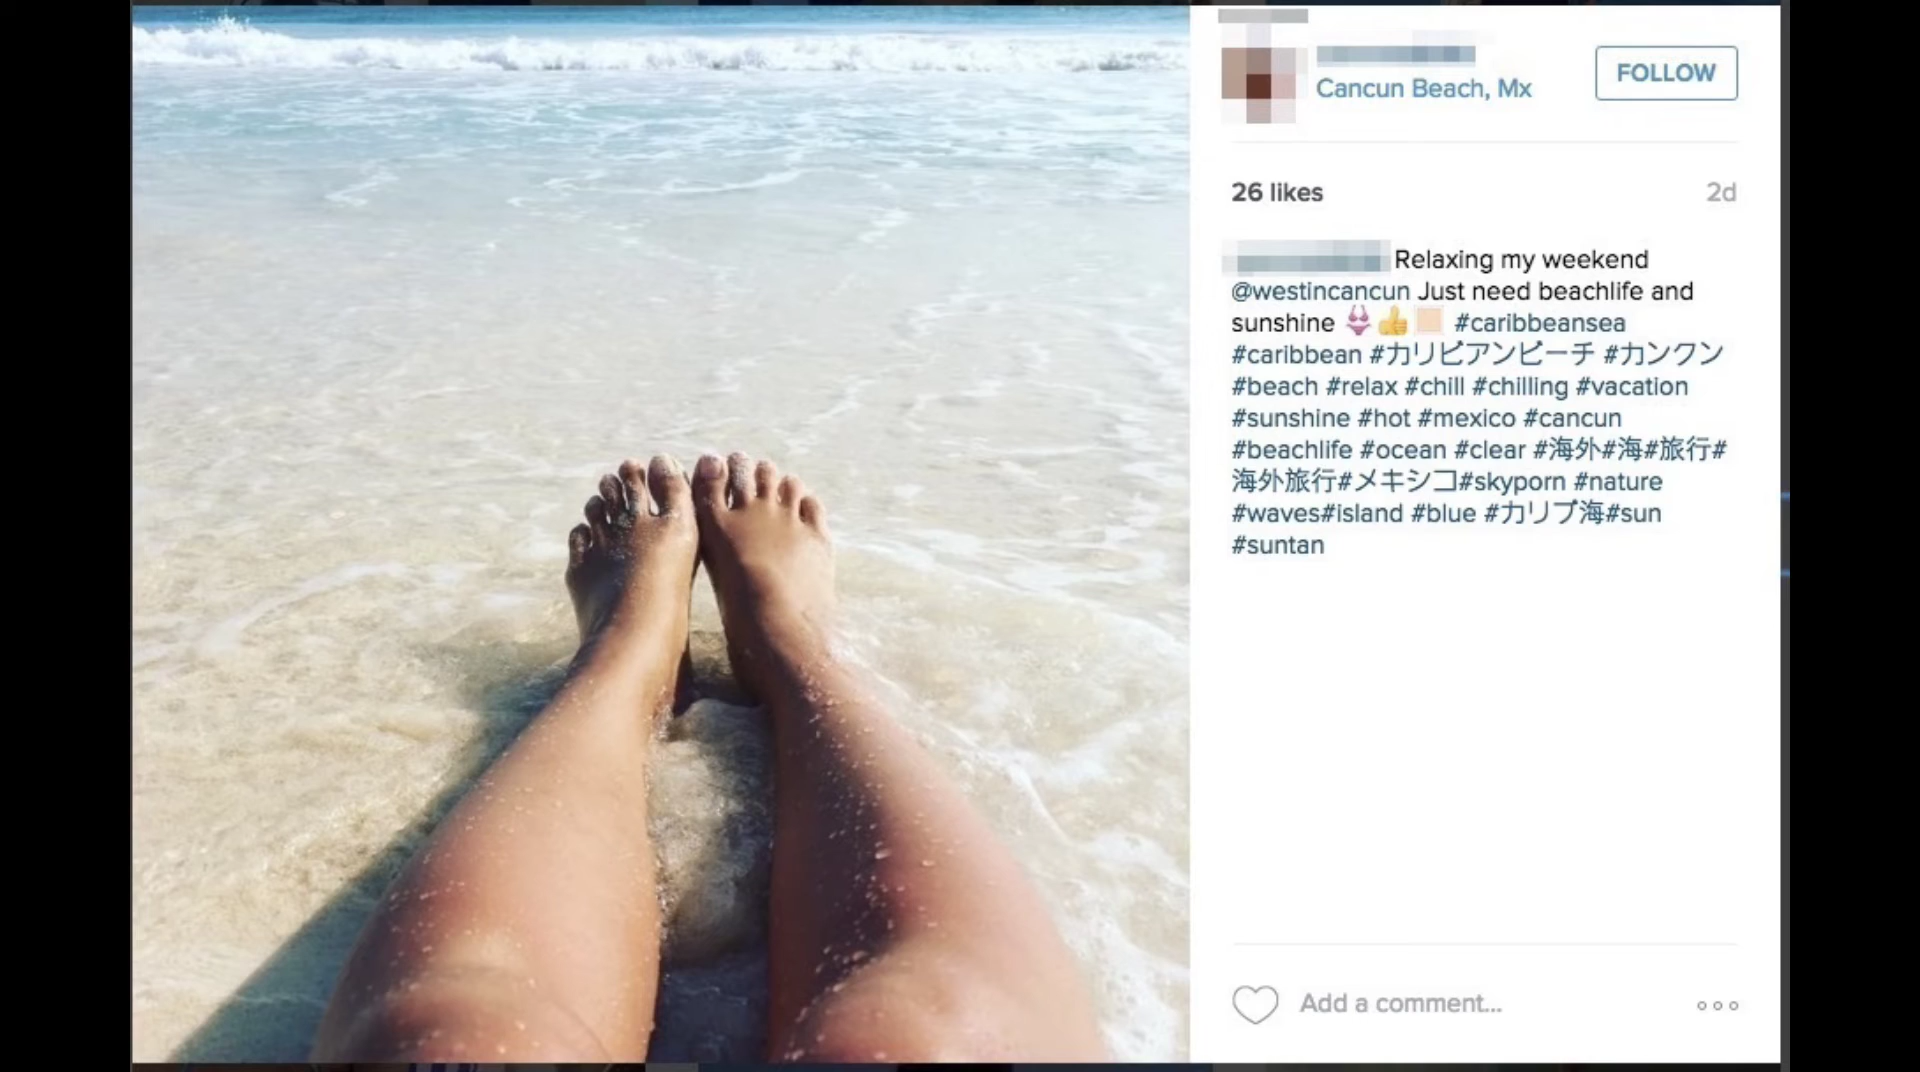 Cancun Beach, Mx
FOLLOW
26 likes
2d
Relaxing my weekend
@westincancun Just need beachlife and
sunshine 👙👍🏻 #caribbeansea
#caribbean #カリビアンビーチ #カンクン
#beach #relax #chill #chilling #vacation
#sunshine #hot #mexico #cancun
#beachlife #ocean #clear #海外#海#旅行#
海外旅行#メキシコ#skyporn #nature
#waves#island #blue #カリブ海#sun
#suntan
Add a comment...